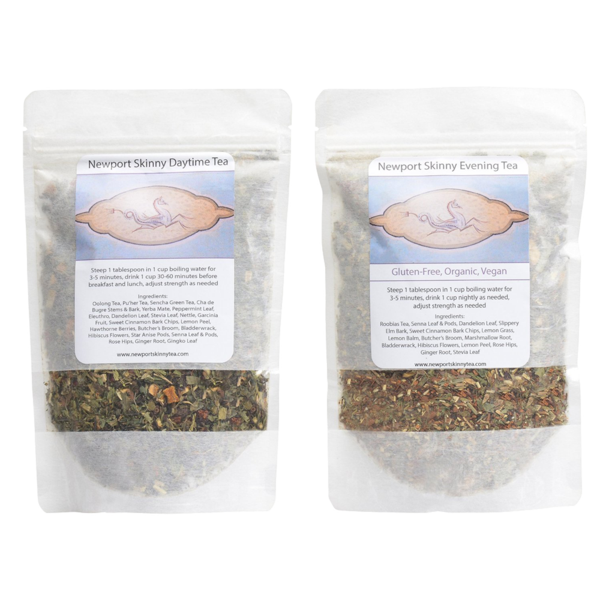 Newport Skinny Daytime Tea
Steep 1 tablespoon in 1 cup boiling water for
3-5 minutes, drink 1 cup 30-60 minutes before
breakfast and lunch, adjust strength as needed
Ingredients:
Oolong Tea, Pu'her Tea, Sencha Green Tea, Cha de
Bugre Stems & Bark, Yerba Mate, Peppermint Leaf,
Eleuthro, Dandelion Leaf, Stevia Leaf, Nettle, Garcinia
Fruit, Sweet Cinnamon Bark Chips, Lemon Peel,
Hawthorne Berries, Butcher's Broom, Bladderwrack,
Hibiscus Flowers, Star Anise Pods, Senna Leaf & Pods,
Rose Hips, Ginger Root, Gingko Leaf
www.newportskinnytea.com
Newport Skinny Evening Tea
Gluten-Free, Organic, Vegan
Steep 1 tablespoon in 1 cup boiling water for
3-5 minutes, drink 1 cup nightly as needed,
adjust strength as needed
Ingredients:
Rooibias Tea, Senna Leaf & Pods, Dandelion Leaf, Slippery
Elm Bark, Sweet Cinnamon Bark Chips, Lemon Grass,
Lemon Balm, Butcher's Broom, Marshmallow Root,
Bladderwrack, Hibiscus Flowers, Lemon Peel, Rose Hips,
Ginger Root, Stevia Leaf
www.newportskinnytea.com